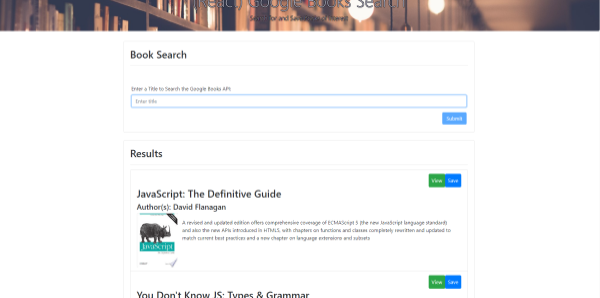 (React) Google Books Search
Book Search
Enter a Title to Search the Google Books API:
Enter title
Submit
Results
View Save
JavaScript: The Definitive Guide
Author(s): David Flanagan
JavaScript
A revised and updated edition offers comprehensive coverage of ECMAScript 5 (the new JavaScript language standard)
and also the new APIs introduced in HTML5, with chapters on functions and classes completely rewritten and updated to
match current best practices and a new chapter on language extensions and subsets
View Save
You Don't Know JS: Types & Grammar